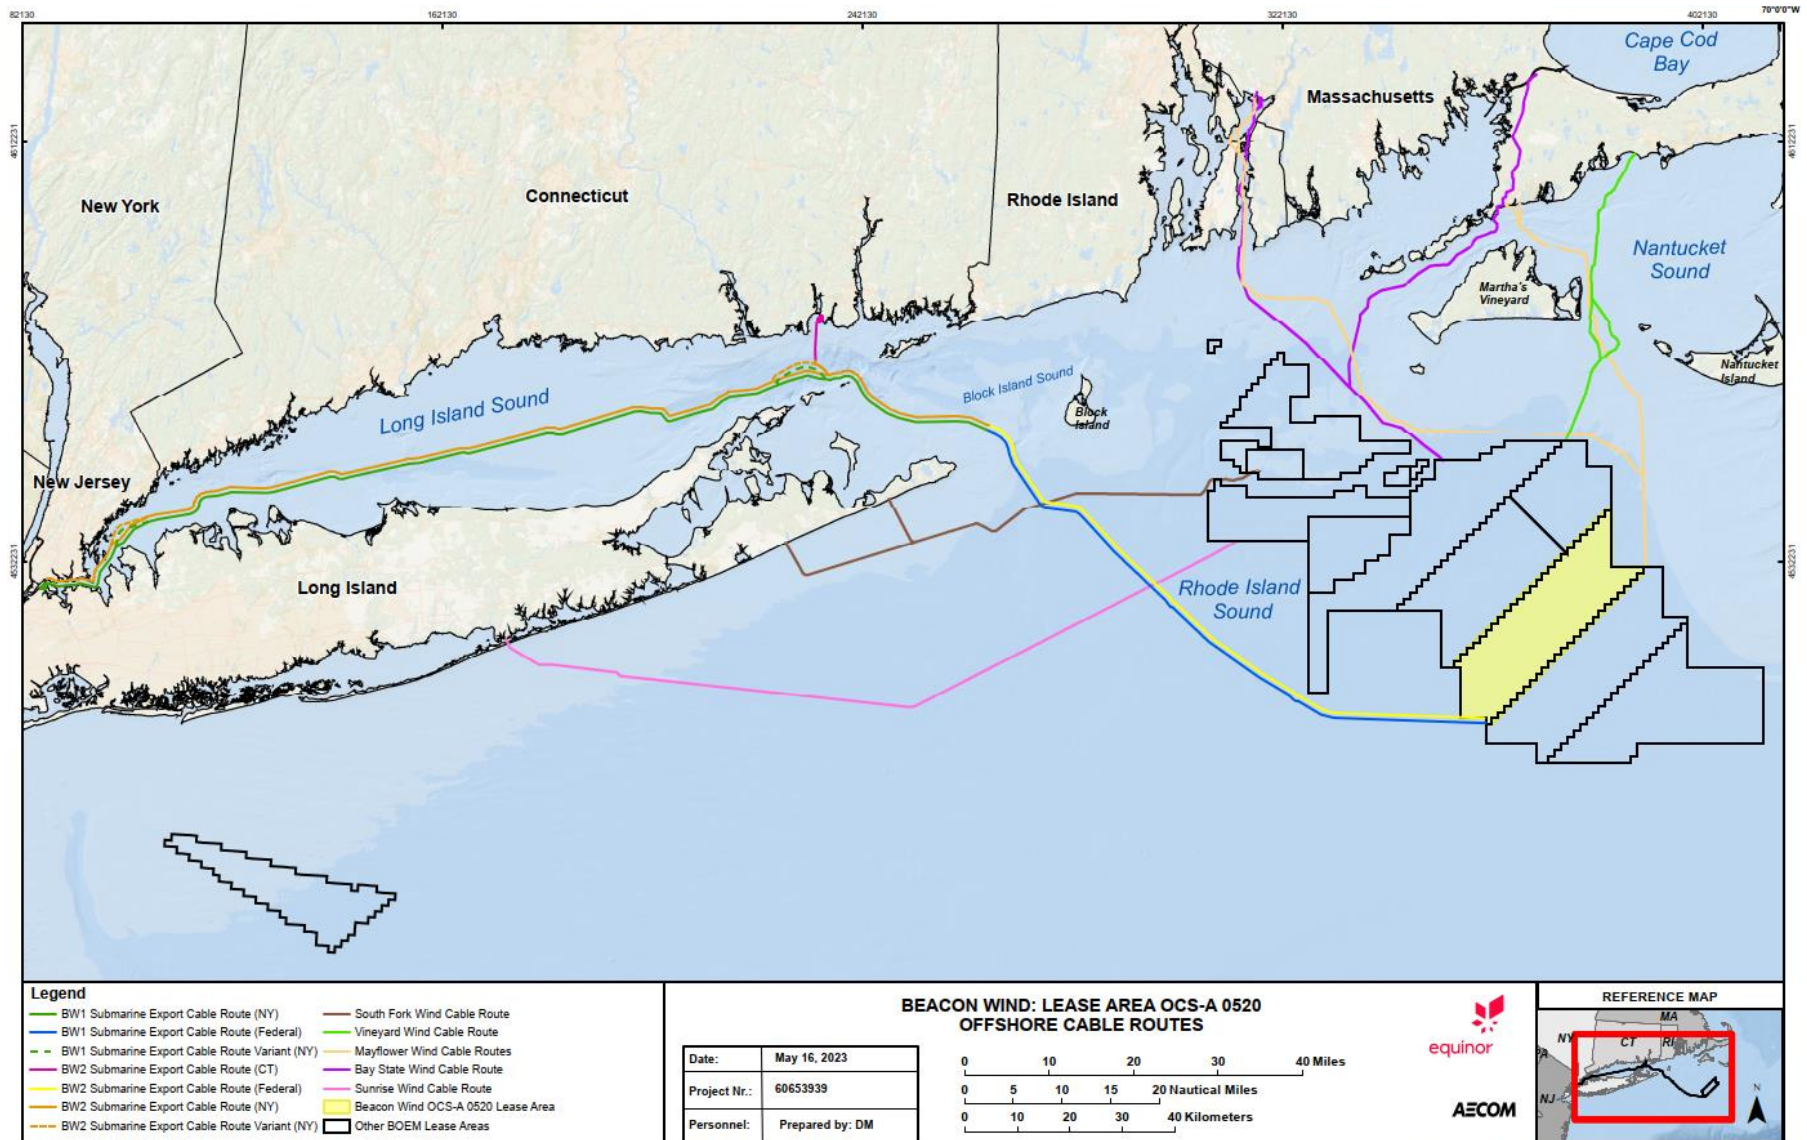 82130
162130
242130
322130
402130
70°0'0"W
Cape Cod
Bay
Massachusetts
4612231
4612231
New York
Connecticut
Rhode Island
Nantucket
Sound
Martha's
Vineyard
Nantucket
Island
Block Island Sound
Block
Island
Long Island Sound
New Jersey
4532231
4532231
Long Island
Rhode Island
Sound
Legend
BW1 Submarine Export Cable Route (NY)
BW1 Submarine Export Cable Route (Federal)
BW1 Submarine Export Cable Route Variant (NY)
BW2 Submarine Export Cable Route (CT)
BW2 Submarine Export Cable Route (Federal)
BW2 Submarine Export Cable Route (NY)
BW2 Submarine Export Cable Route Variant (NY)
South Fork Wind Cable Route
Vineyard Wind Cable Route
Mayflower Wind Cable Routes
Bay State Wind Cable Route
Sunrise Wind Cable Route
Beacon Wind OCS-A 0520 Lease Area
Other BOEM Lease Areas
BEACON WIND: LEASE AREA OCS-A 0520
OFFSHORE CABLE ROUTES
Date: May 16, 2023
Project Nr.: 60653939
Personnel: Prepared by: DM
0 10 20 30 40 Miles
0 5 10 15 20 Nautical Miles
0 10 20 30 40 Kilometers
equinor
AECOM
REFERENCE MAP
MA
NY
CT
RI
PA
NJ
N